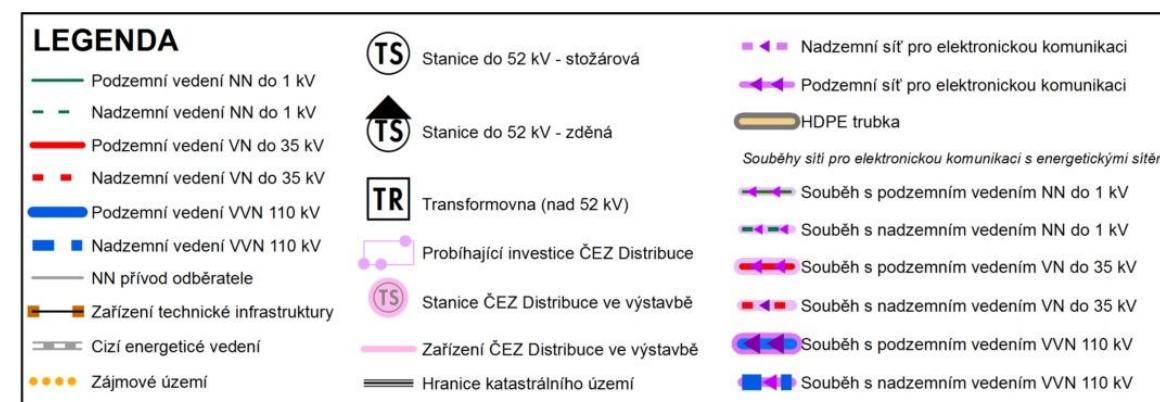 LEGENDA
Podzemní vedení NN do 1 kV
Nadzemní vedení NN do 1 kV
Podzemní vedení VN do 35 kV
Nadzemní vedení VN do 35 kV
Podzemní vedení VVN 110 kV
Nadzemní vedení VVN 110 kV
NN přívod odběratele
Zařízení technické infrastruktury
Cizí energeticé vedení
Zájmové území
TS Stanice do 52 kV - stožárová
TS Stanice do 52 kV - zděná
TR Transformovna (nad 52 kV)
Probíhající investice ČEZ Distribuce
TS Stanice ČEZ Distribuce ve výstavbě
Zařízení ČEZ Distribuce ve výstavbě
Hranice katastrálního území
Nadzemní síť pro elektronickou komunikaci
Podzemní síť pro elektronickou komunikaci
HDPE trubka
Souběhy sítí pro elektronickou komunikaci s energetickými sítěm
Souběh s podzemním vedením NN do 1 kV
Souběh s nadzemním vedením NN do 1 kV
Souběh s podzemním vedením VN do 35 kV
Souběh s nadzemním vedením VN do 35 kV
Souběh s podzemním vedením VVN 110 kV
Souběh s nadzemním vedením VVN 110 kV